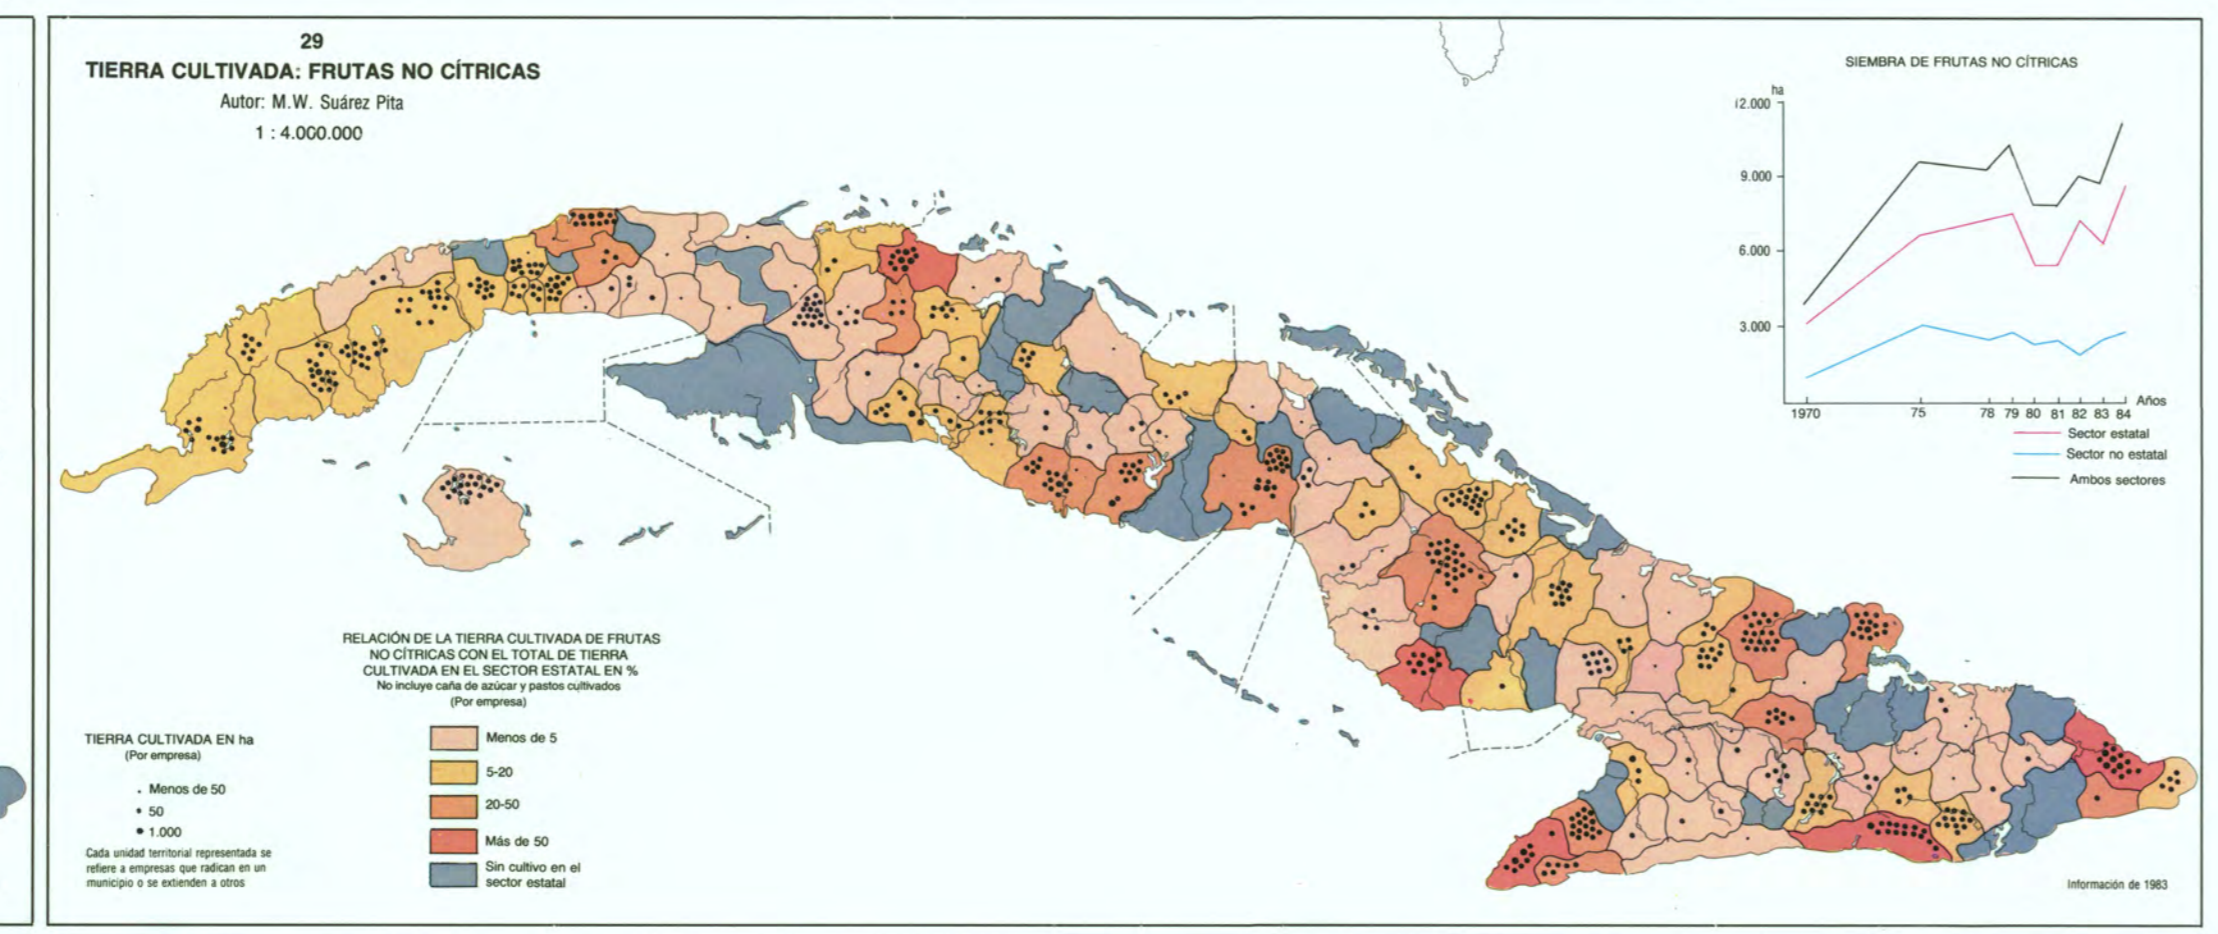 29
TIERRA CULTIVADA: FRUTAS NO CÍTRICAS
Autor: M.W. Suárez Pita
1 : 4.000.000
SIEMBRA DE FRUTAS NO CÍTRICAS
ha
12.000
9.000
6.000
3.000
1970 75 78 79 80 81 82 83 84
Años
Sector estatal
Sector no estatal
Ambos sectores
RELACIÓN DE LA TIERRA CULTIVADA DE FRUTAS
NO CÍTRICAS CON EL TOTAL DE TIERRA
CULTIVADA EN EL SECTOR ESTATAL EN %
No incluye caña de azúcar y pastos cultivados
(Por empresa)
Menos de 5
5-20
20-50
Más de 50
Sin cultivo en el
sector estatal
TIERRA CULTIVADA EN ha
(Por empresa)
Menos de 50
50
1.000
Cada unidad territorial representada se
refiere a empresas que radican en un
municipio o se extienden a otros
Información de 1983